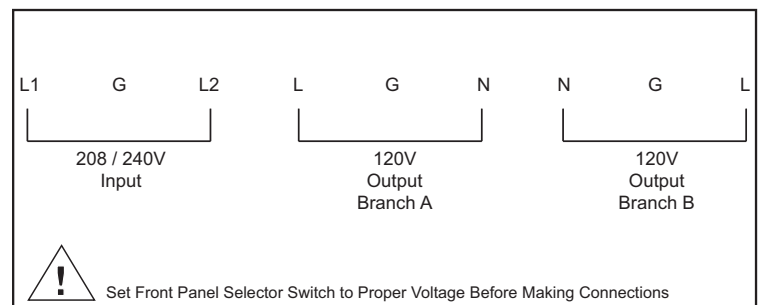 L1 G L2 L G N N G L
208 / 240V 120V 120V
Input Output Output
Branch A Branch B
! Set Front Panel Selector Switch to Proper Voltage Before Making Connections